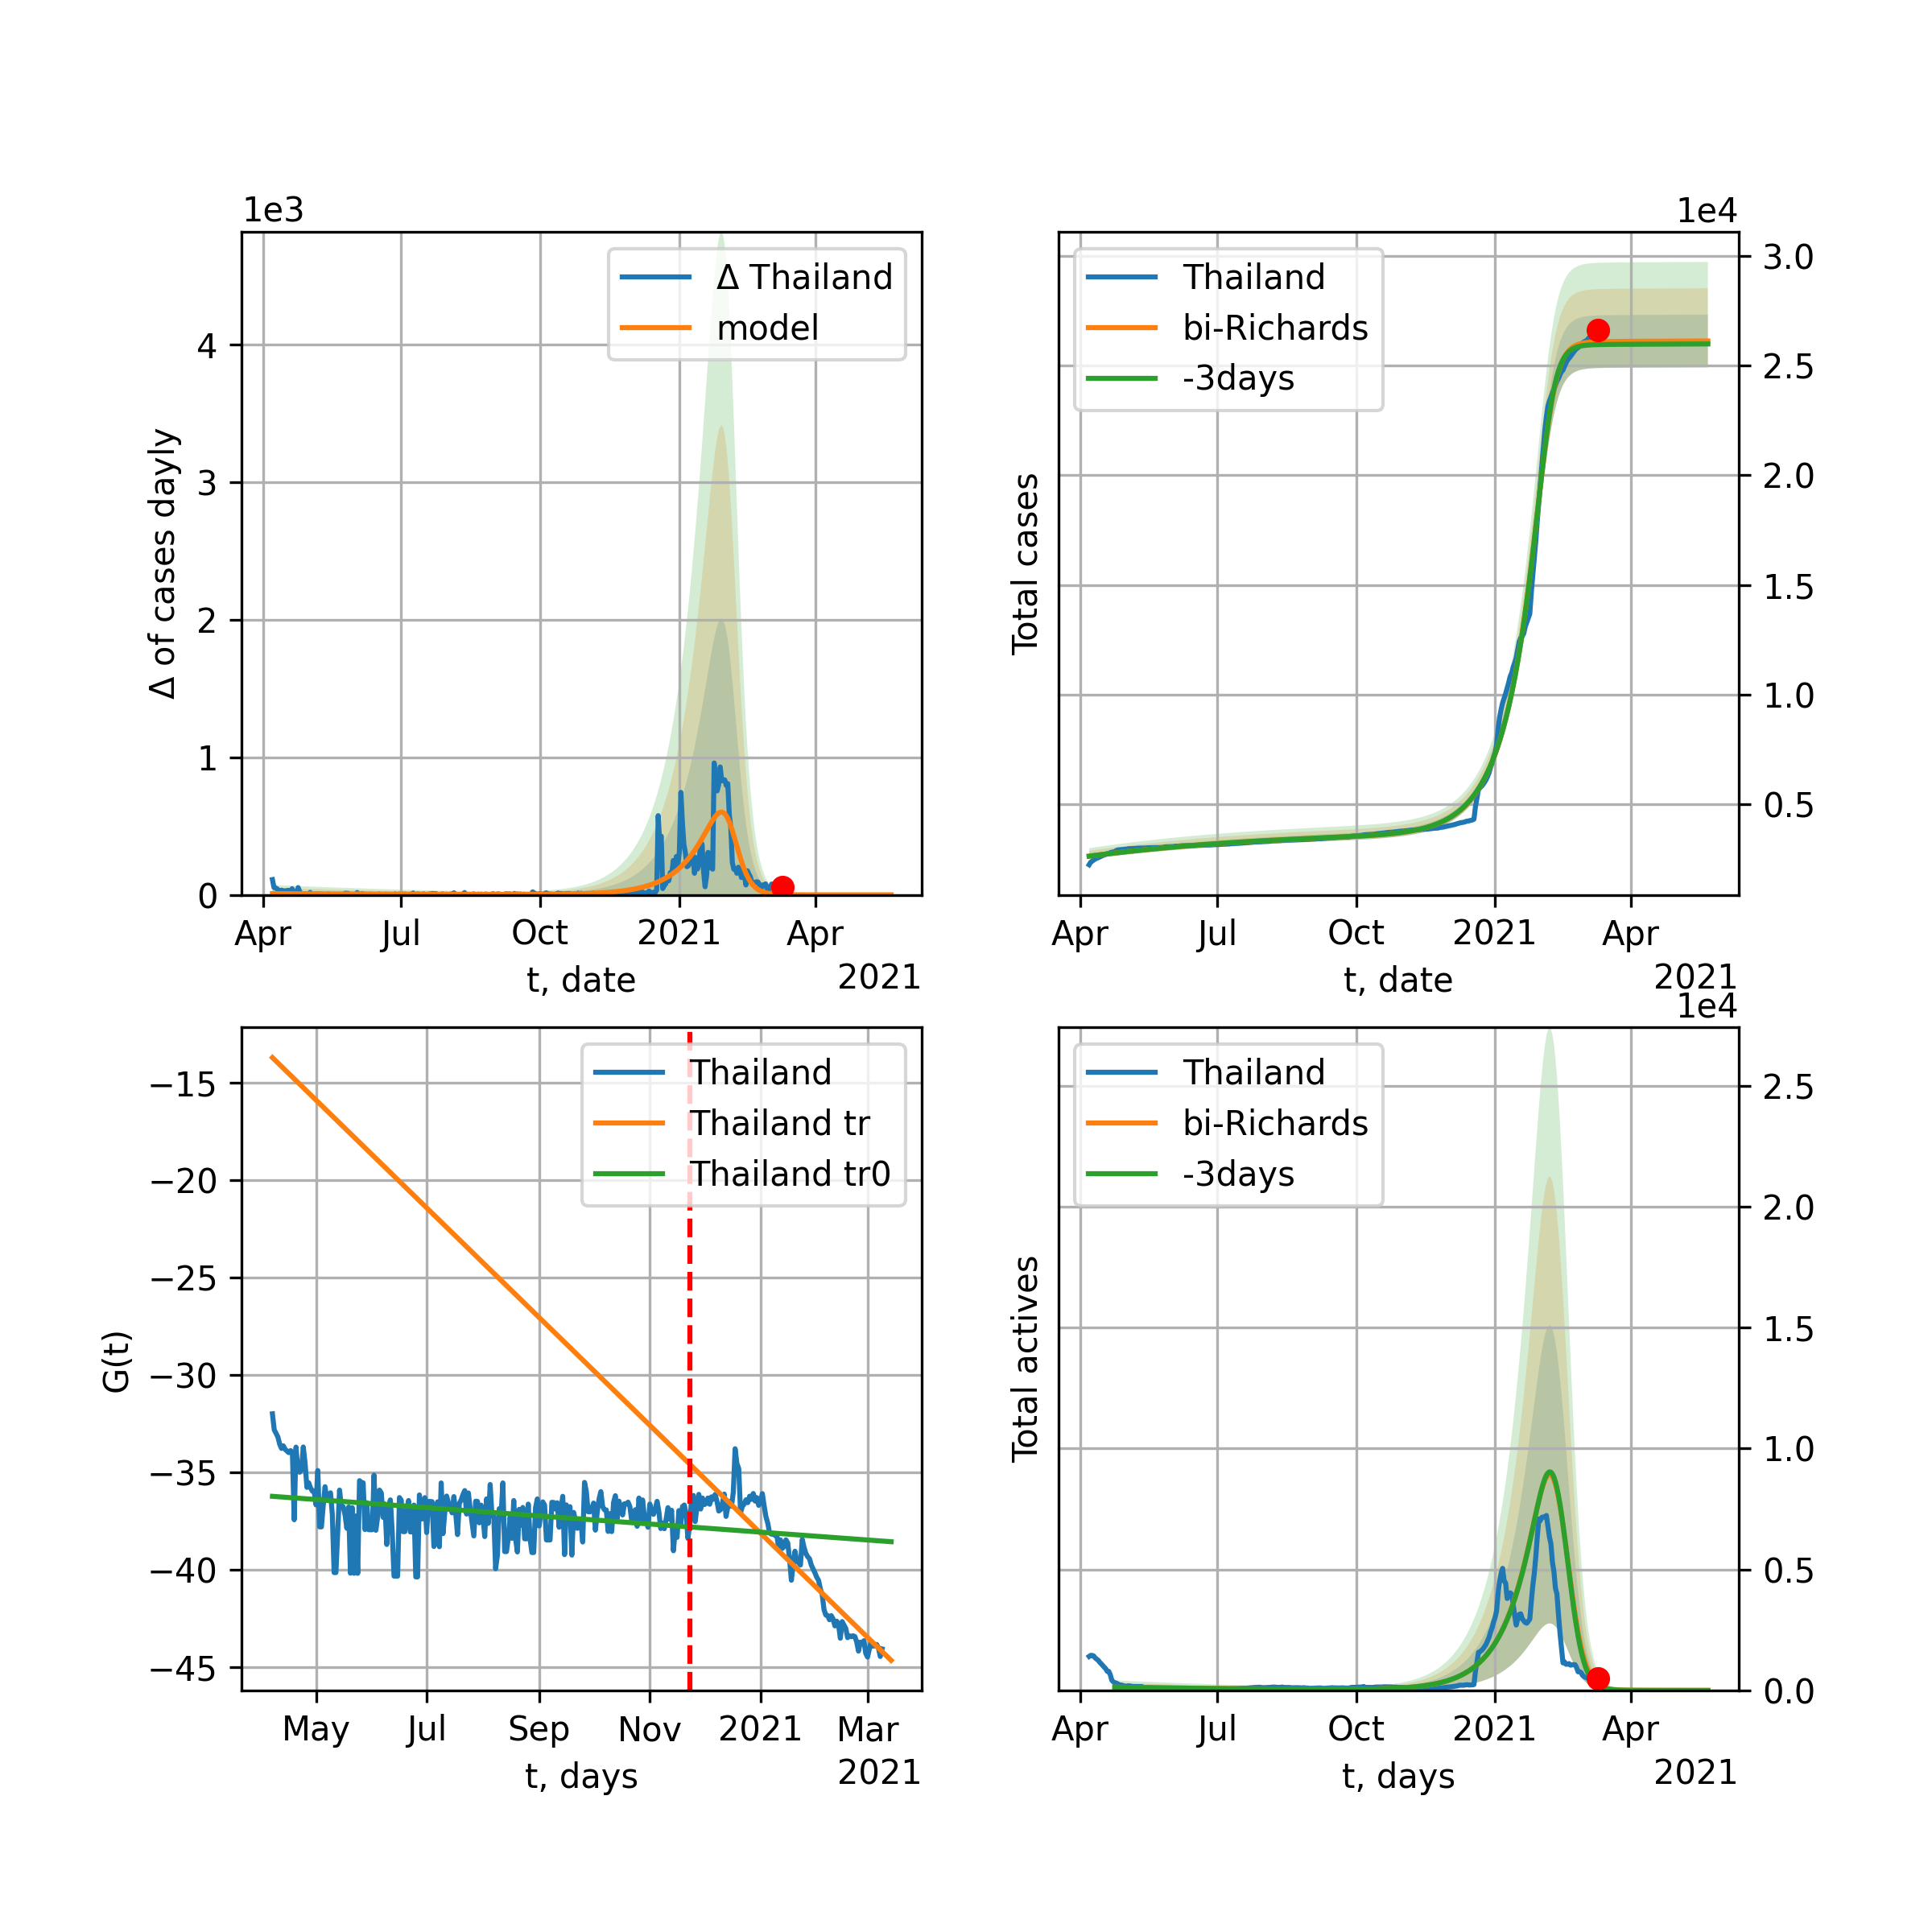 1e3
Δ Thailand
model
4
3
2
1
0
Δ of cases dayly
Apr Jul Oct 2021 Apr
t, date
2021
1e4
Thailand
bi-Richards
-3days
3.0
2.5
2.0
1.5
1.0
0.5
Total cases
Apr Jul Oct 2021 Apr
t, date
2021
Thailand
Thailand tr
Thailand tr0
−15
−20
−25
−30
−35
−40
−45
G(t)
May Jul Sep Nov 2021 Mar
t, days
2021
1e4
Thailand
bi-Richards
-3days
2.5
2.0
1.5
1.0
0.5
0.0
Total actives
Apr Jul Oct 2021 Apr
t, days
2021